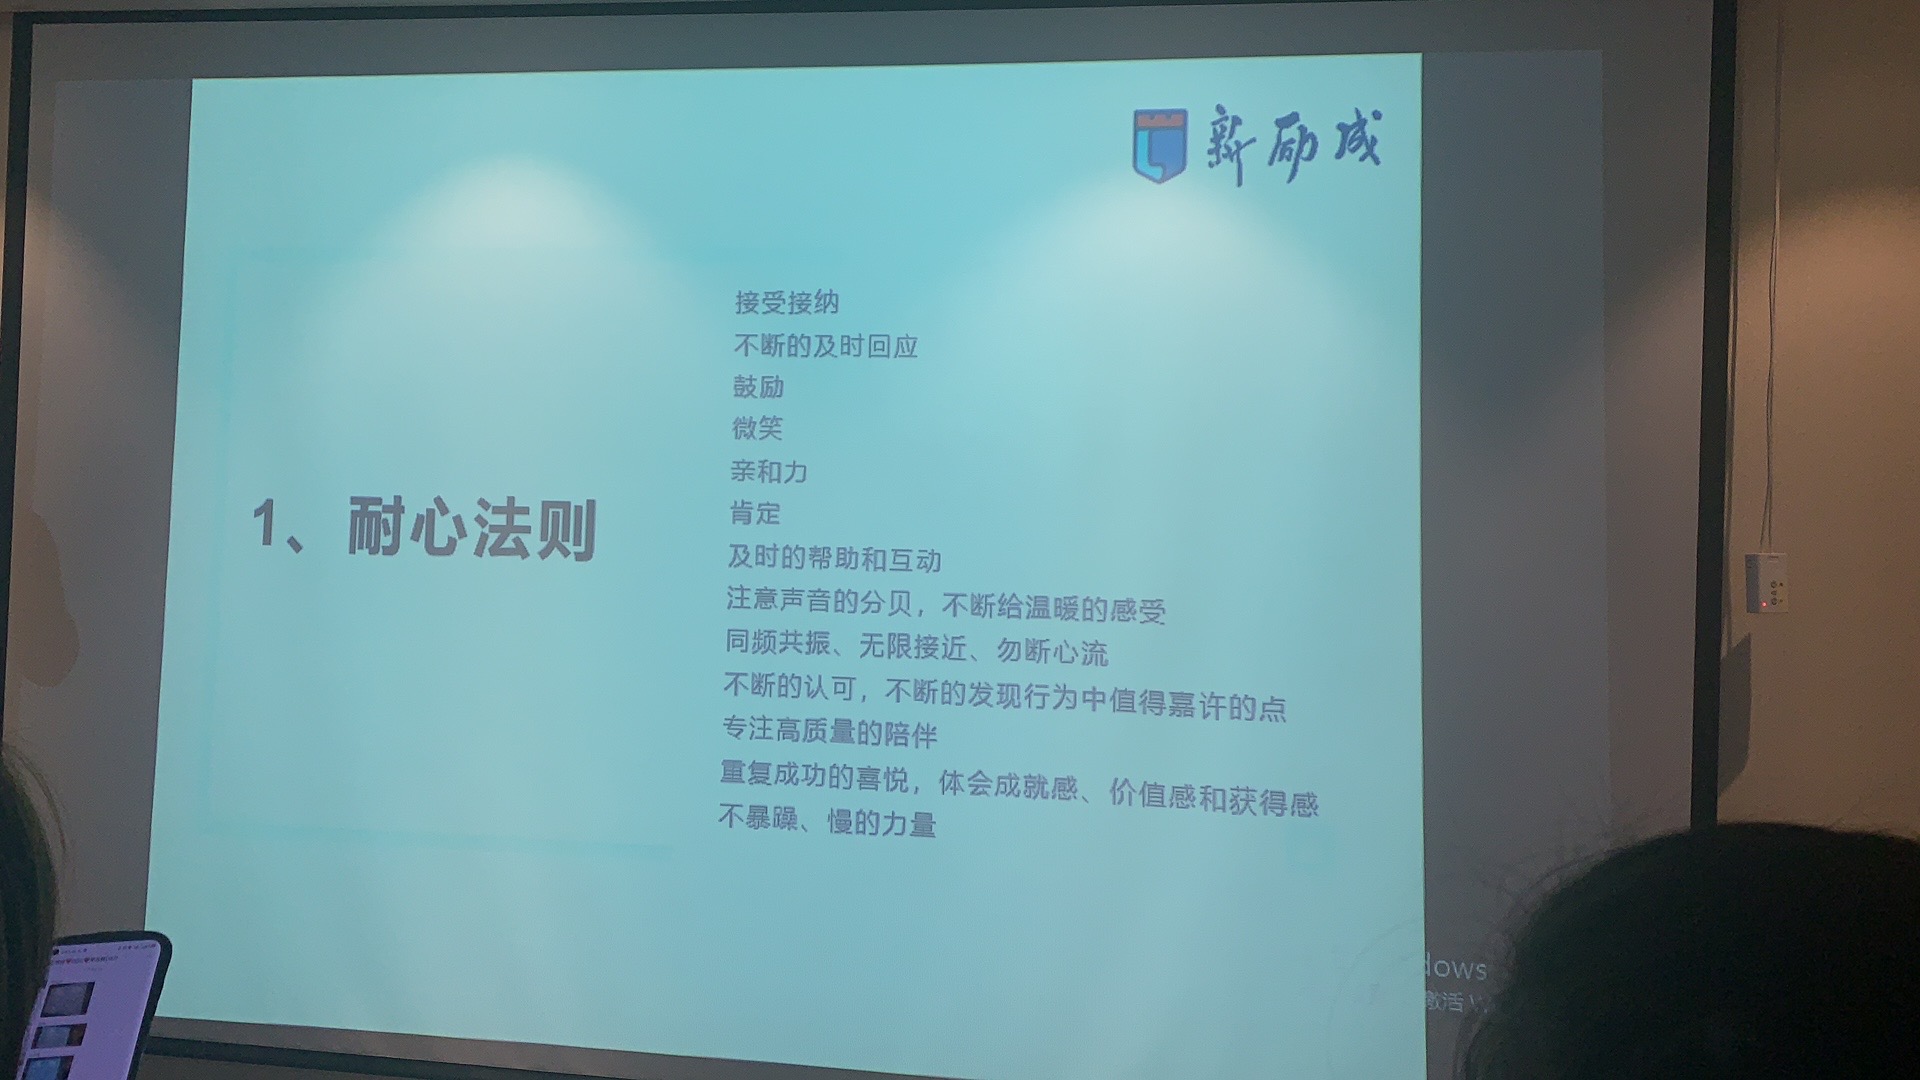 新励成
1、耐心法则
接受接纳
不断的及时回应
鼓励
微笑
亲和力
肯定
及时的帮助和互动
注意声音的分贝，不断给温暖的感受
同频共振、无限接近、勿断心流
不断的认可，不断的发现行为中值得嘉许的点
专注高质量的陪伴
重复成功的喜悦，体会成就感、价值感和获得感
不暴躁、慢的力量
dows
激活